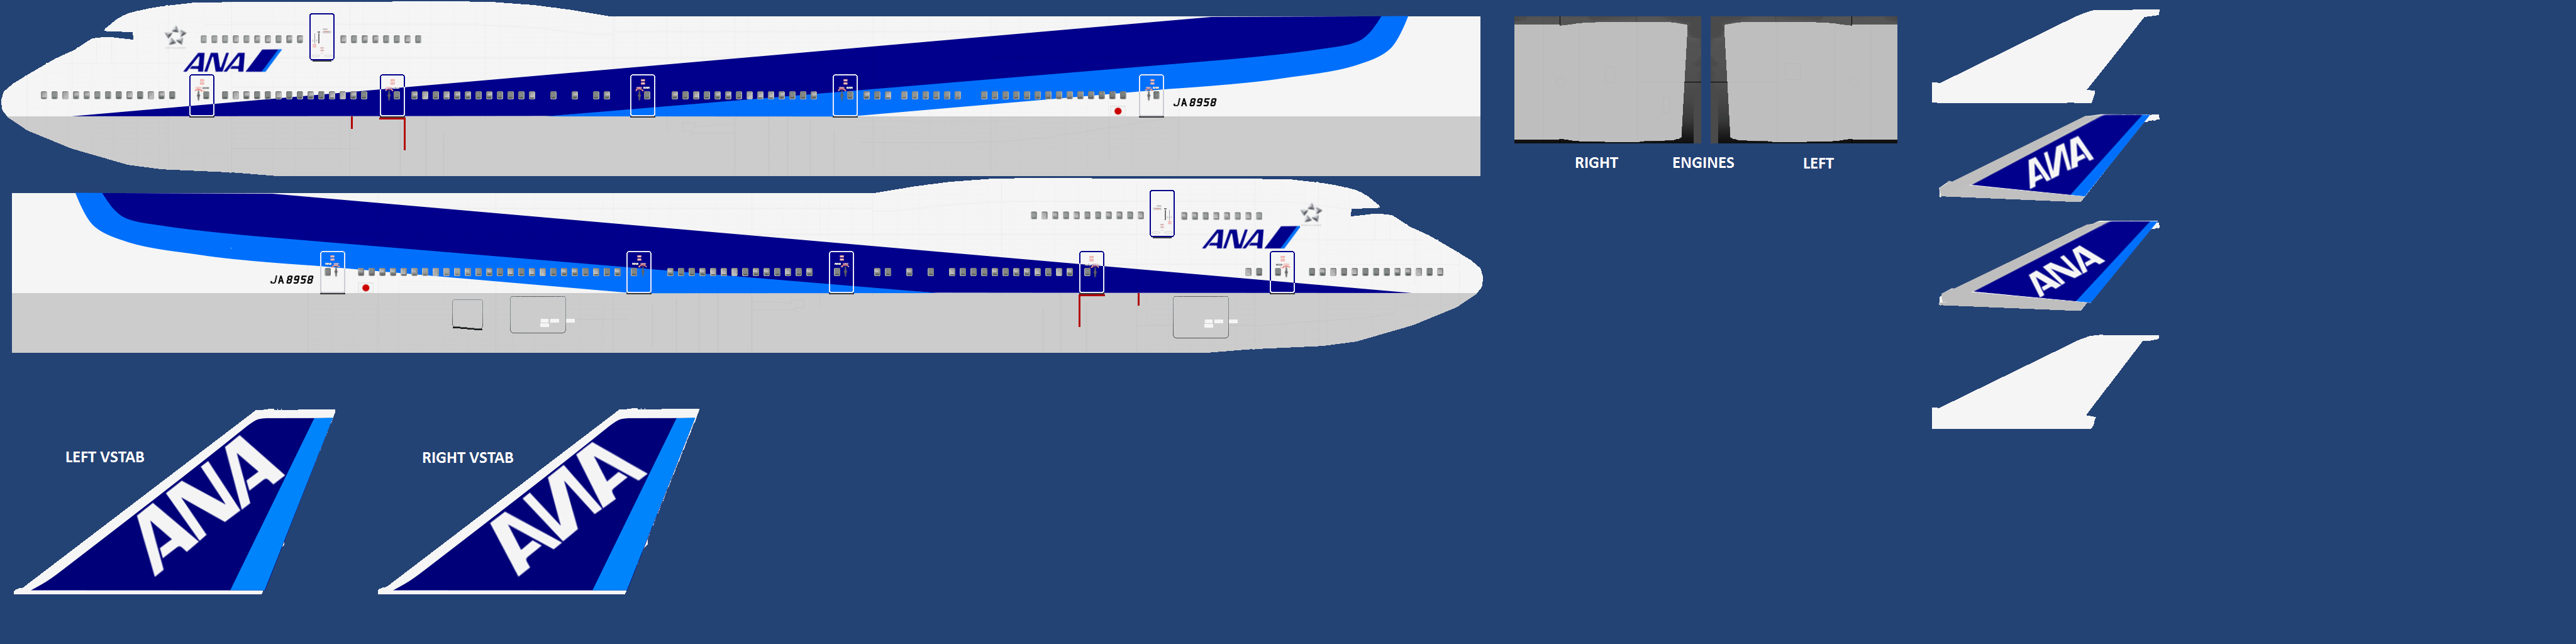 ANA
JA8958
RIGHT ENGINES LEFT
ANA
ANA
ANA
JA8958
LEFT VSTAB
ANA
RIGHT VSTAB
ANA